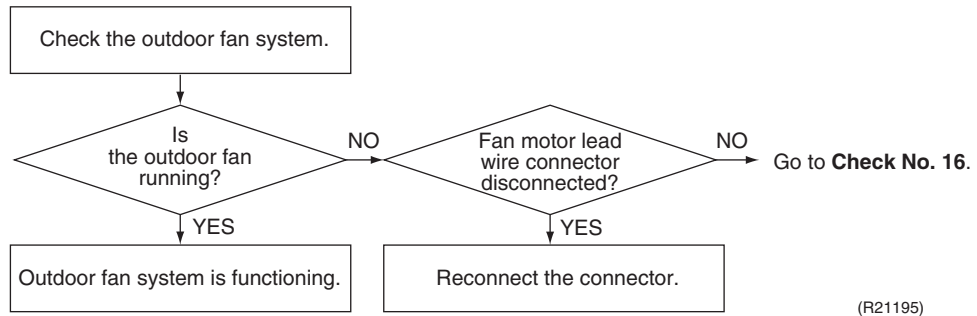 Check the outdoor fan system.
Is
the outdoor fan
running?
NO
Fan motor lead
wire connector
disconnected?
NO
Go to Check No. 16.
YES
YES
Outdoor fan system is functioning.
Reconnect the connector.
(R21195)